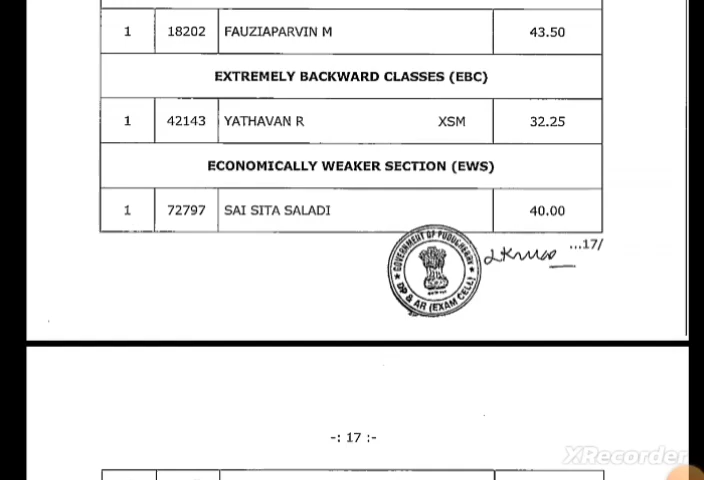 1 18202 FAUZIAPARVIN M 43.50
EXTREMELY BACKWARD CLASSES (EBC)
1 42143 YATHAVAN R XSM 32.25
ECONOMICALLY WEAKER SECTION (EWS)
1 72797 SAI SITA SALADI 40.00
GOVERNMENT OF PUDUCHERRY
DP & AR (EXAM CELL)
...17/
-: 17 :-
XRecorder